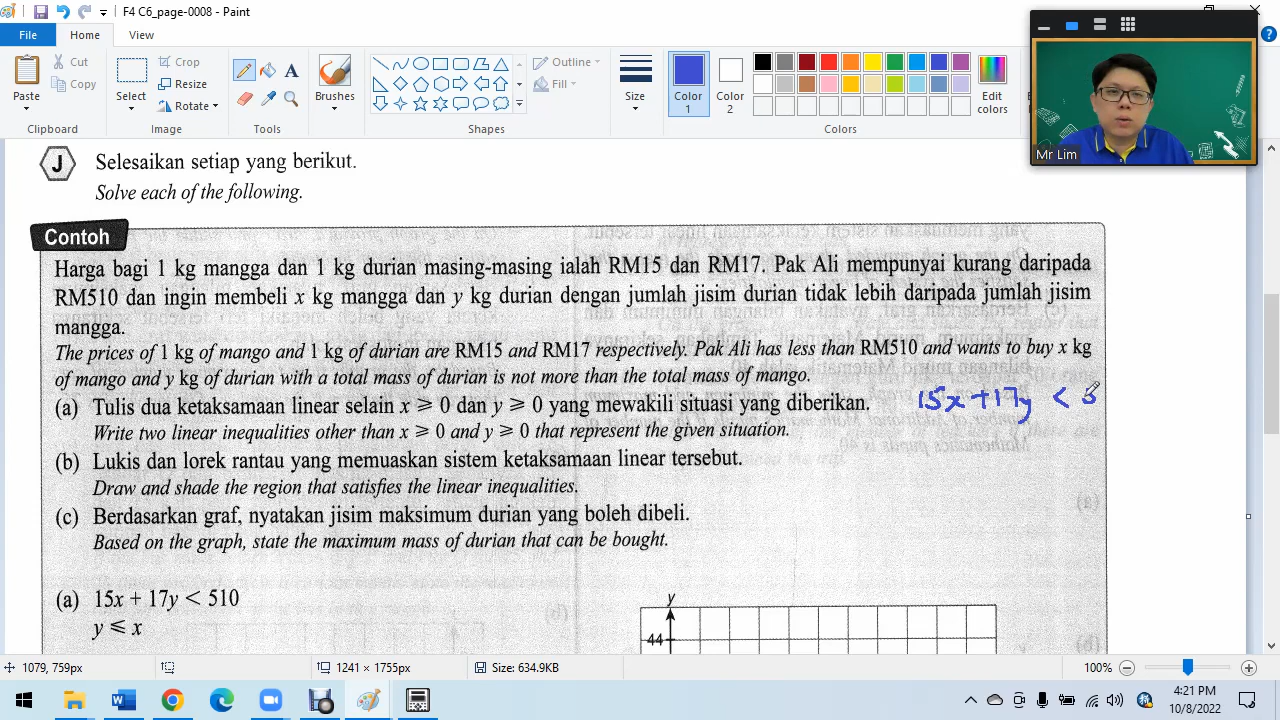 F4 C6_page-0008 - Paint
File Home View
Paste Cut Copy Clipboard
Select Crop Resize Rotate Image
Tools
Brushes
Shapes
Outline Fill
Size
Color 1 Color 2 Edit colors
Colors
Mr Lim
J Selesaikan setiap yang berikut.
Solve each of the following.
Contoh
Harga bagi 1 kg mangga dan 1 kg durian masing-masing ialah RM15 dan RM17. Pak Ali mempunyai kurang daripada
RM510 dan ingin membeli x kg mangga dan y kg durian dengan jumlah jisim durian tidak lebih daripada jumlah jisim
mangga.
The prices of 1 kg of mango and 1 kg of durian are RM15 and RM17 respectively. Pak Ali has less than RM510 and wants to buy x kg
of mango and y kg of durian with a total mass of durian is not more than the total mass of mango.
(a) Tulis dua ketaksamaan linear selain x ⩾ 0 dan y ⩾ 0 yang mewakili situasi yang diberikan. 15x + 17y < 5
Write two linear inequalities other than x ⩾ 0 and y ⩾ 0 that represent the given situation.
(b) Lukis dan lorek rantau yang memuaskan sistem ketaksamaan linear tersebut.
Draw and shade the region that satisfies the linear inequalities.
(c) Berdasarkan graf, nyatakan jisim maksimum durian yang boleh dibeli.
Based on the graph, state the maximum mass of durian that can be bought.
(a) 15x + 17y < 510
y ⩽ x
y
44
1079, 759px 1241 × 1755px Size: 634.9KB 100%
4:21 PM
10/8/2022